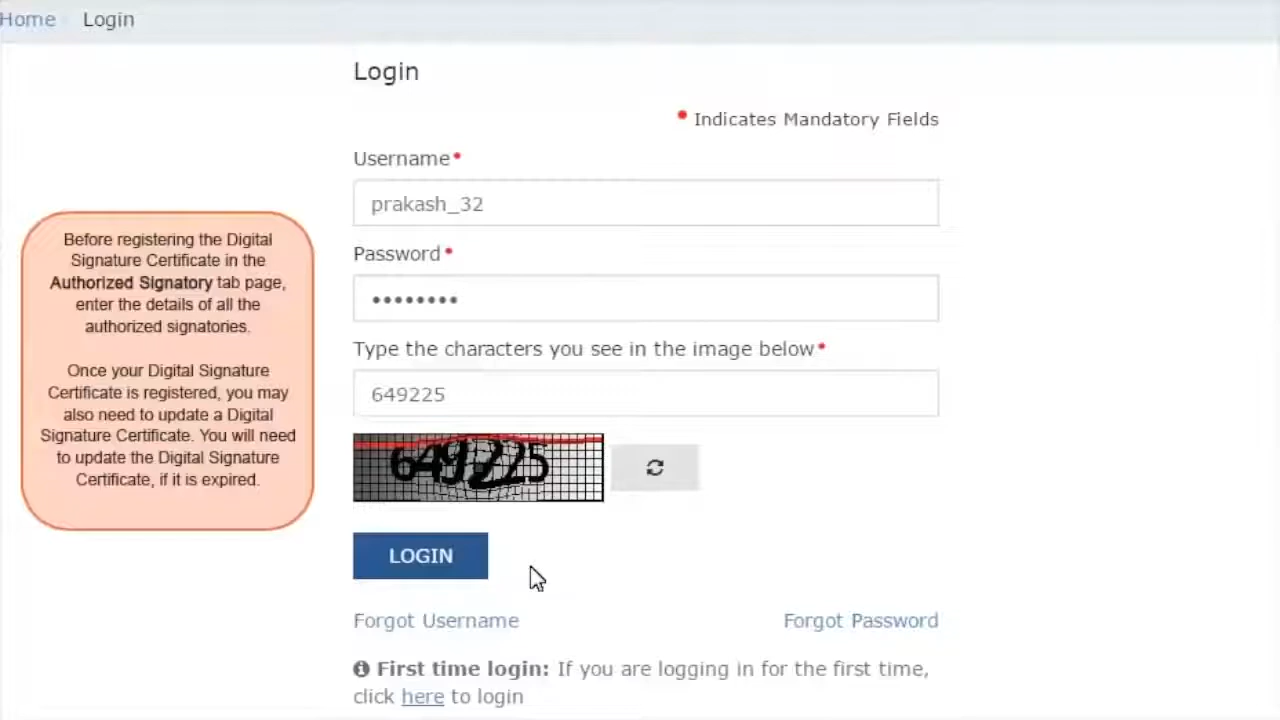 Home Login
Login
• Indicates Mandatory Fields
Username•
prakash_32
Password•
••••••••
Type the characters you see in the image below•
649225
649225
LOGIN
Forgot Username Forgot Password
First time login: If you are logging in for the first time,
click here to login
Before registering the Digital
Signature Certificate in the
Authorized Signatory tab page,
enter the details of all the
authorized signatories.
Once your Digital Signature
Certificate is registered, you may
also need to update a Digital
Signature Certificate. You will need
to update the Digital Signature
Certificate, if it is expired.